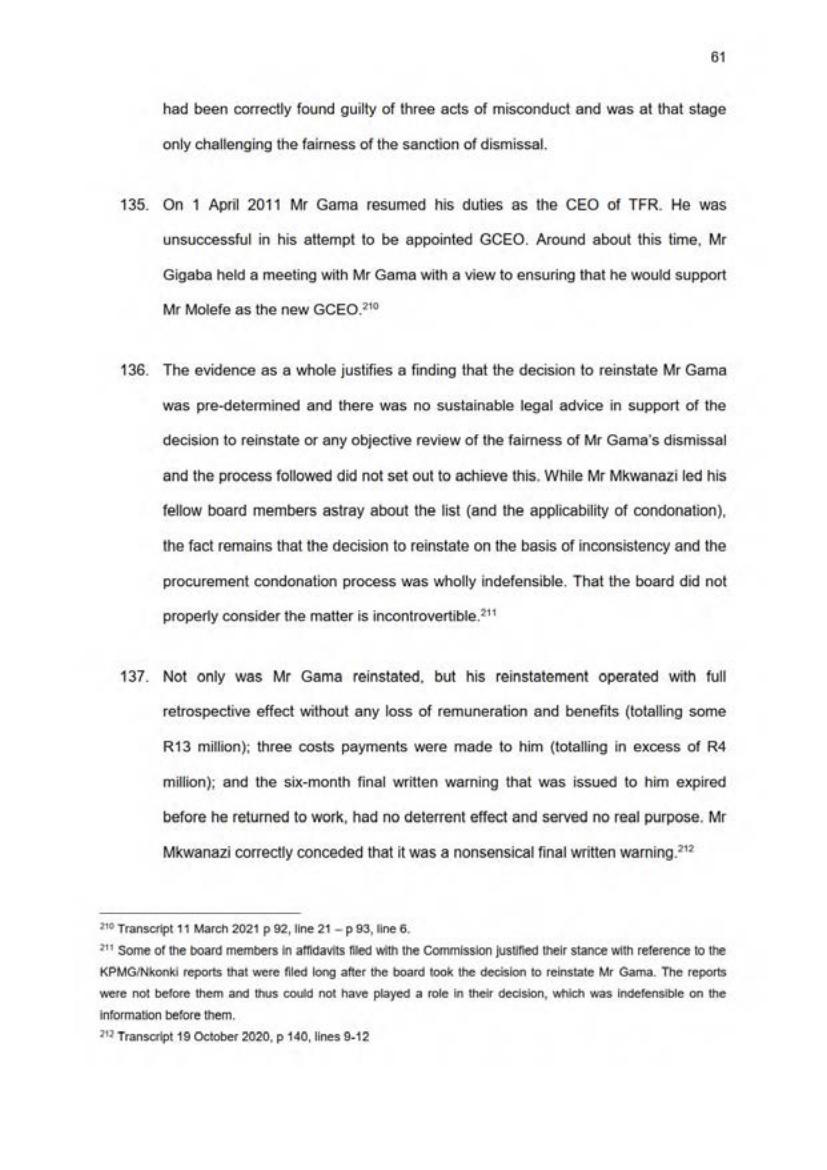 61
had been correctly found guilty of three acts of misconduct and was at that stage
only challenging the fairness of the sanction of dismissal.
135. On 1 April 2011 Mr Gama resumed his duties as the CEO of TFR. He was
unsuccessful in his attempt to be appointed GCEO. Around about this time, Mr
Gigaba held a meeting with Mr Gama with a view to ensuring that he would support
Mr Molefe as the new GCEO.210
136. The evidence as a whole justifies a finding that the decision to reinstate Mr Gama
was pre-determined and there was no sustainable legal advice in support of the
decision to reinstate or any objective review of the fairness of Mr Gama's dismissal
and the process followed did not set out to achieve this. While Mr Mkwanazi led his
fellow board members astray about the list (and the applicability of condonation),
the fact remains that the decision to reinstate on the basis of inconsistency and the
procurement condonation process was wholly indefensible. That the board did not
properly consider the matter is incontrovertible.211
137. Not only was Mr Gama reinstated, but his reinstatement operated with full
retrospective effect without any loss of remuneration and benefits (totalling some
R13 million); three costs payments were made to him (totalling in excess of R4
million); and the six-month final written warning that was issued to him expired
before he returned to work, had no deterrent effect and served no real purpose. Mr
Mkwanazi correctly conceded that it was a nonsensical final written warning.212
210 Transcript 11 March 2021 p 92, line 21 – p 93, line 6.
211 Some of the board members in affidavits filed with the Commission justified their stance with reference to the
KPMG/Nkonki reports that were filed long after the board took the decision to reinstate Mr Gama. The reports
were not before them and thus could not have played a role in their decision, which was indefensible on the
information before them.
212 Transcript 19 October 2020, p 140, lines 9-12